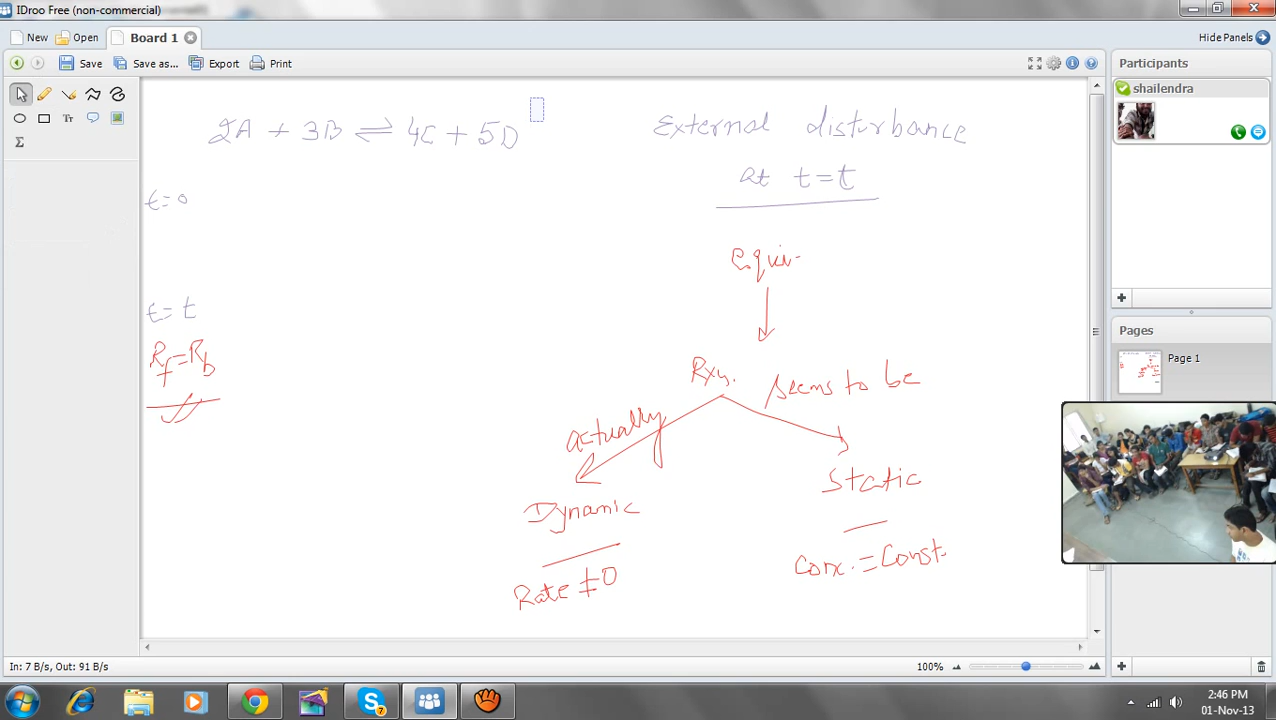 IDroo Free (non-commercial)
New Open Board 1 Hide Panels
Save Save as... Export Print
Participants
shailendra
2A + 3B ⇌ 4C + 5D
External disturbance
at t=t
t=0
Equi.
t=t
Rf=Rb
Rxn.
seems to be
actually
Static
Dynamic
Conc.=Const.
Rate ≠0
Tr
Σ
Pages
Page 1
In: 7 B/s, Out: 91 B/s
100%
7
2:46 PM
01-Nov-13